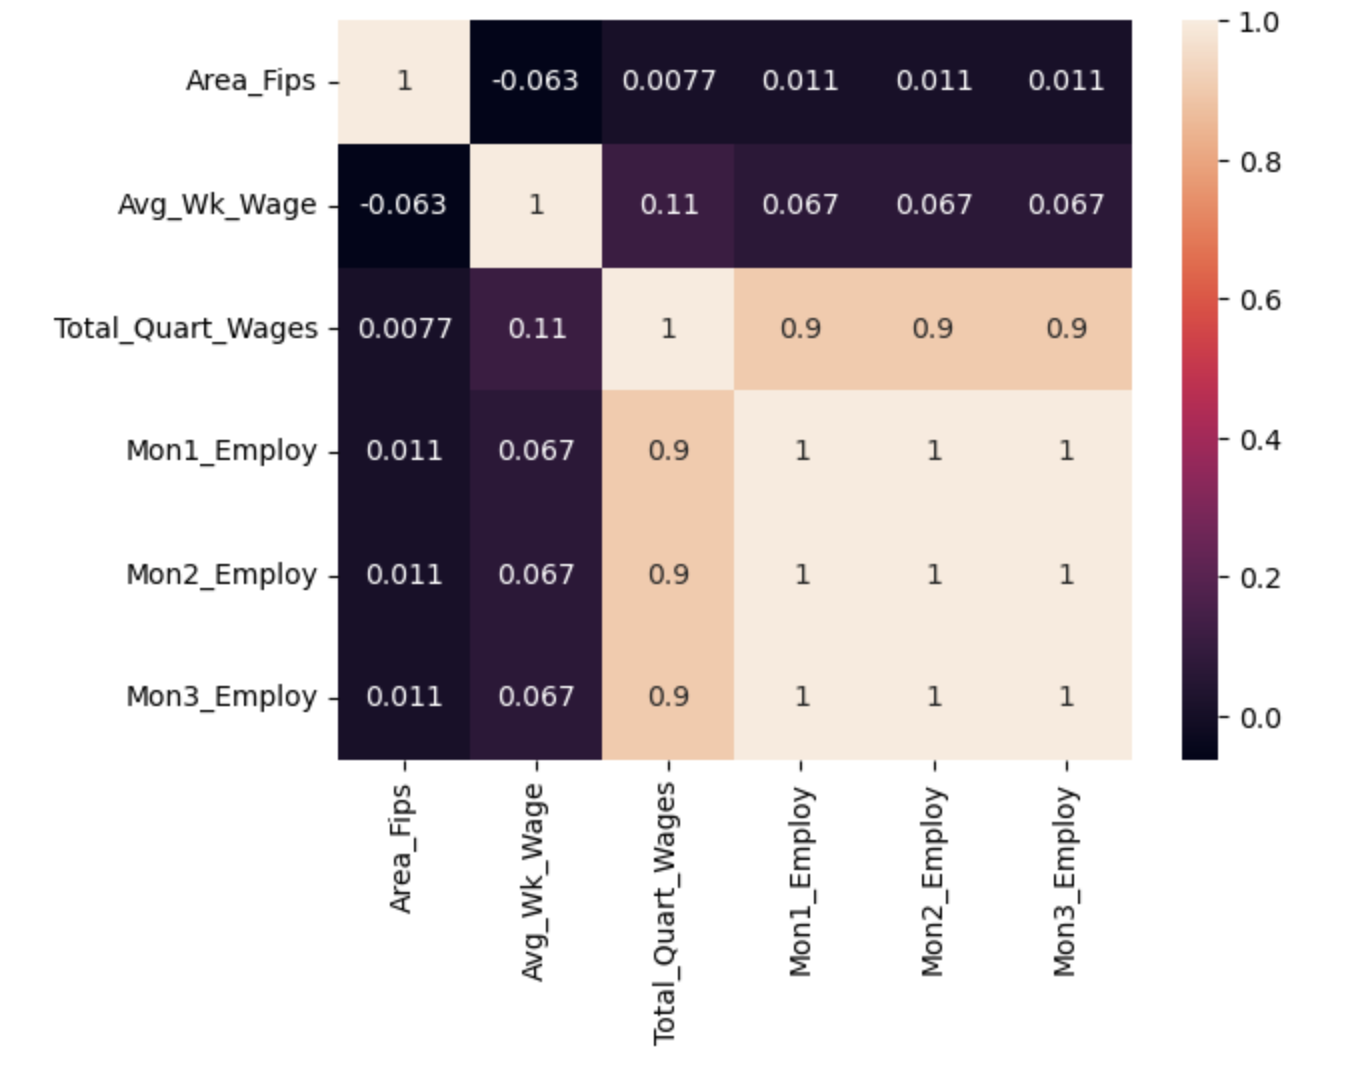 Area_Fips 1 -0.063 0.0077 0.011 0.011 0.011 1.0
Avg_Wk_Wage -0.063 1 0.11 0.067 0.067 0.067 0.8
Total_Quart_Wages 0.0077 0.11 1 0.9 0.9 0.9 0.6
Mon1_Employ 0.011 0.067 0.9 1 1 1 0.4
Mon2_Employ 0.011 0.067 0.9 1 1 1 0.2
Mon3_Employ 0.011 0.067 0.9 1 1 1 0.0
Area_Fips
Avg_Wk_Wage
Total_Quart_Wages
Mon1_Employ
Mon2_Employ
Mon3_Employ